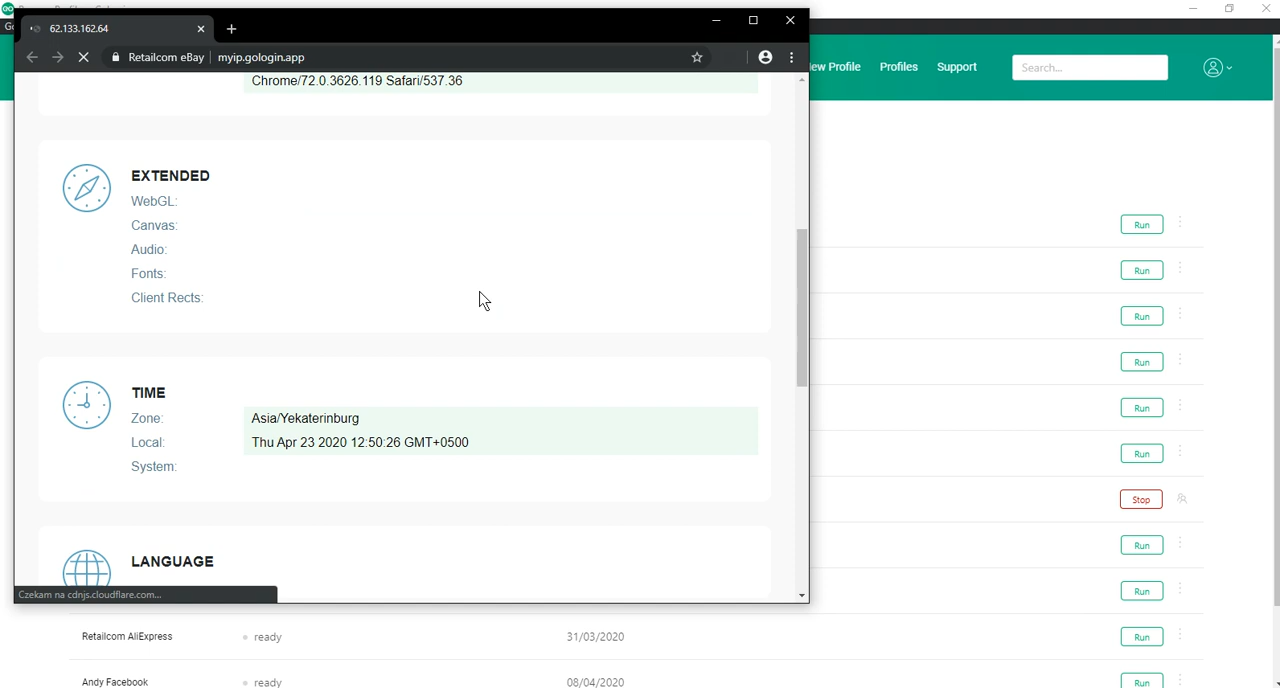 62.133.162.64
Retailcom eBay myip.gologin.app
Profile Profiles Support Search...
Chrome/72.0.3626.119 Safari/537.36
EXTENDED
WebGL:
Canvas:
Audio:
Fonts:
Client Rects:
TIME
Zone: Asia/Yekaterinburg
Local: Thu Apr 23 2020 12:50:26 GMT+0500
System:
LANGUAGE
Czekam na cdnjs.cloudflare.com...
Run
Run
Run
Run
Run
Run
Stop
Run
Run
Retailcom AliExpress ready 31/03/2020 Run
Andy Facebook ready 08/04/2020 Run